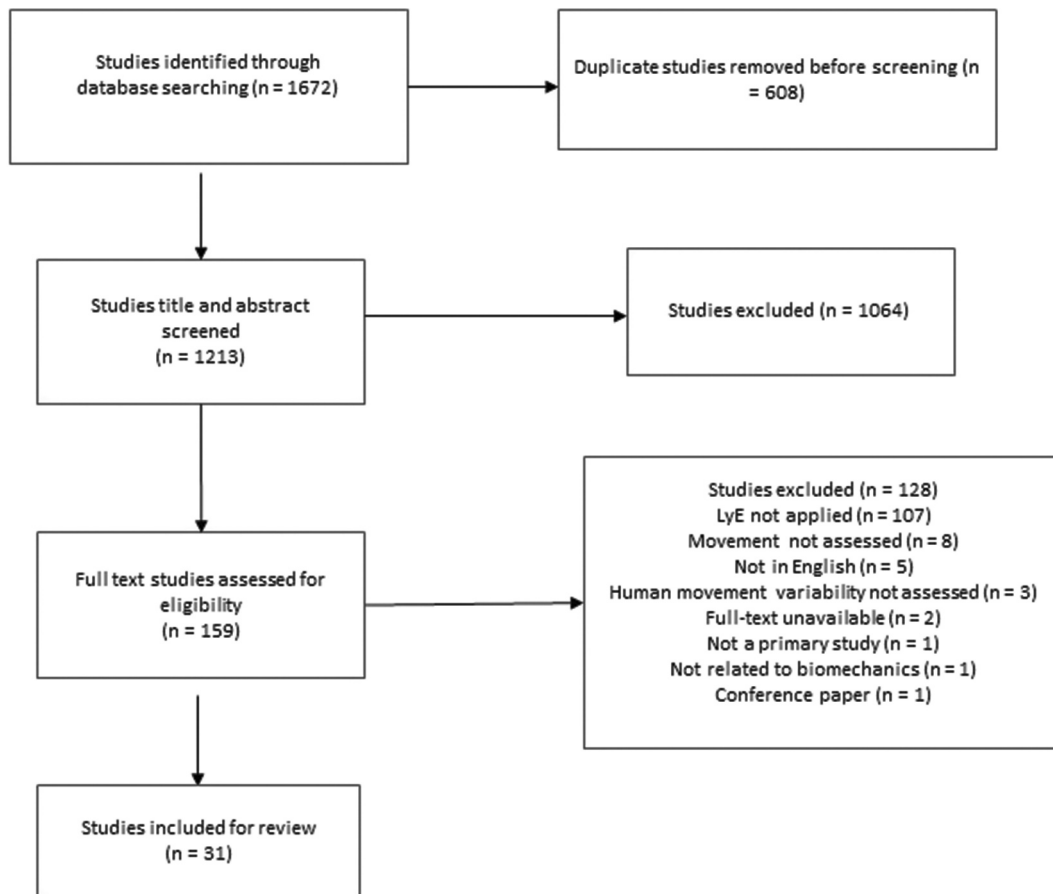 Studies identified through
database searching (n = 1672)
Duplicate studies removed before screening (n
= 608)
Studies title and abstract
screened
(n = 1213)
Studies excluded (n = 1064)
Full text studies assessed for
eligibility
(n = 159)
Studies excluded (n = 128)
LyE not applied (n = 107)
Movement not assessed (n = 8)
Not in English (n = 5)
Human movement variability not assessed (n = 3)
Full-text unavailable (n = 2)
Not a primary study (n = 1)
Not related to biomechanics (n = 1)
Conference paper (n = 1)
Studies included for review
(n = 31)